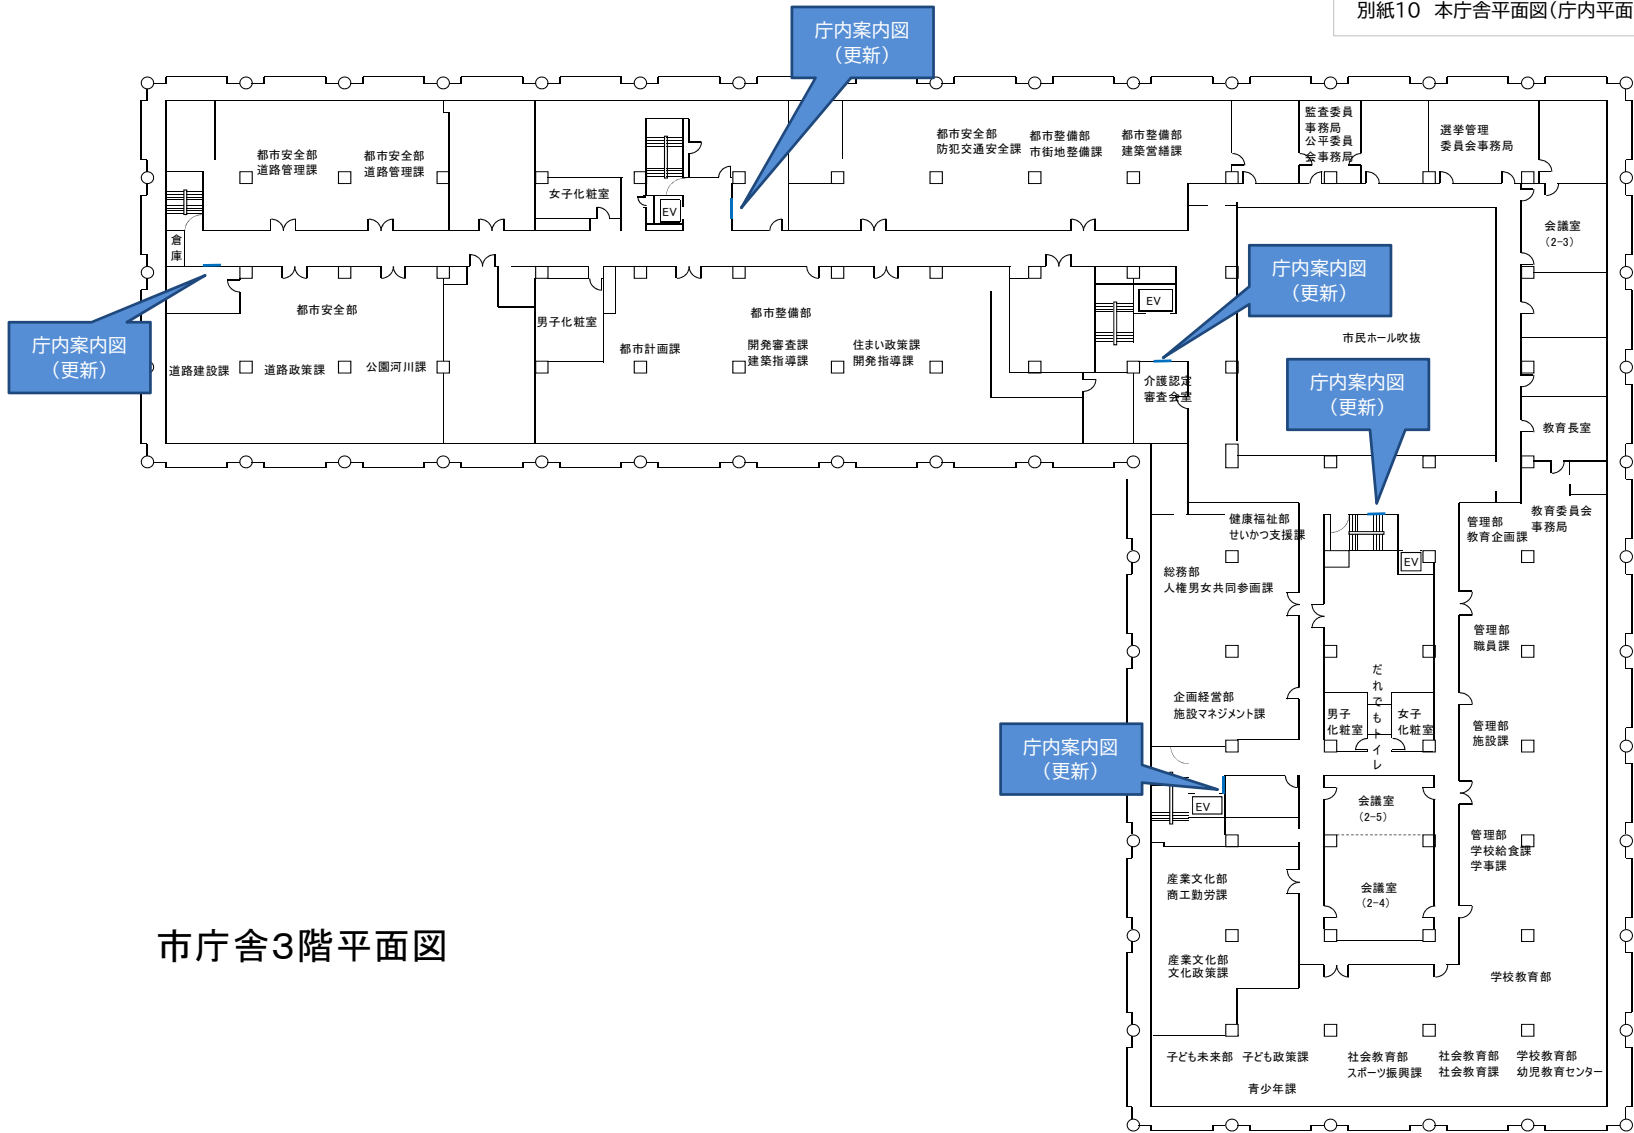 別紙10 本庁舎平面図（庁内平面
庁内案内図
（更新）
監査委員
事務局
公平委員
会事務局
選挙管理
委員会事務局
都市安全部
防犯交通安全課
都市整備部
市街地整備課
都市整備部
建築営繕課
都市安全部
道路管理課
都市安全部
道路管理課
女子化粧室
EV
倉
庫
会議室
（2-3）
庁内案内図
（更新）
EV
都市安全部
都市整備部
男子化粧室
庁内案内図
（更新）
市民ホール吹抜
都市計画課
開発審査課
建築指導課
住まい政策課
開発指導課
道路建設課
道路政策課
公園河川課
介護認定
審査会室
庁内案内図
（更新）
教育長室
健康福祉部
せいかつ支援課
管理部
教育企画課
教育委員会
事務局
EV
総務部
人権男女共同参画課
管理部
職員課
だれでもトイレ
企画経営部
施設マネジメント課
男子
化粧室
女子
化粧室
管理部
施設課
庁内案内図
（更新）
EV
会議室
（2-5）
管理部
学校給食課
学事課
産業文化部
商工勤労課
会議室
（2-4）
市庁舎3階平面図
産業文化部
文化政策課
学校教育部
子ども未来部 子ども政策課
青少年課
社会教育部
スポーツ振興課
社会教育部
社会教育課
学校教育部
幼児教育センター